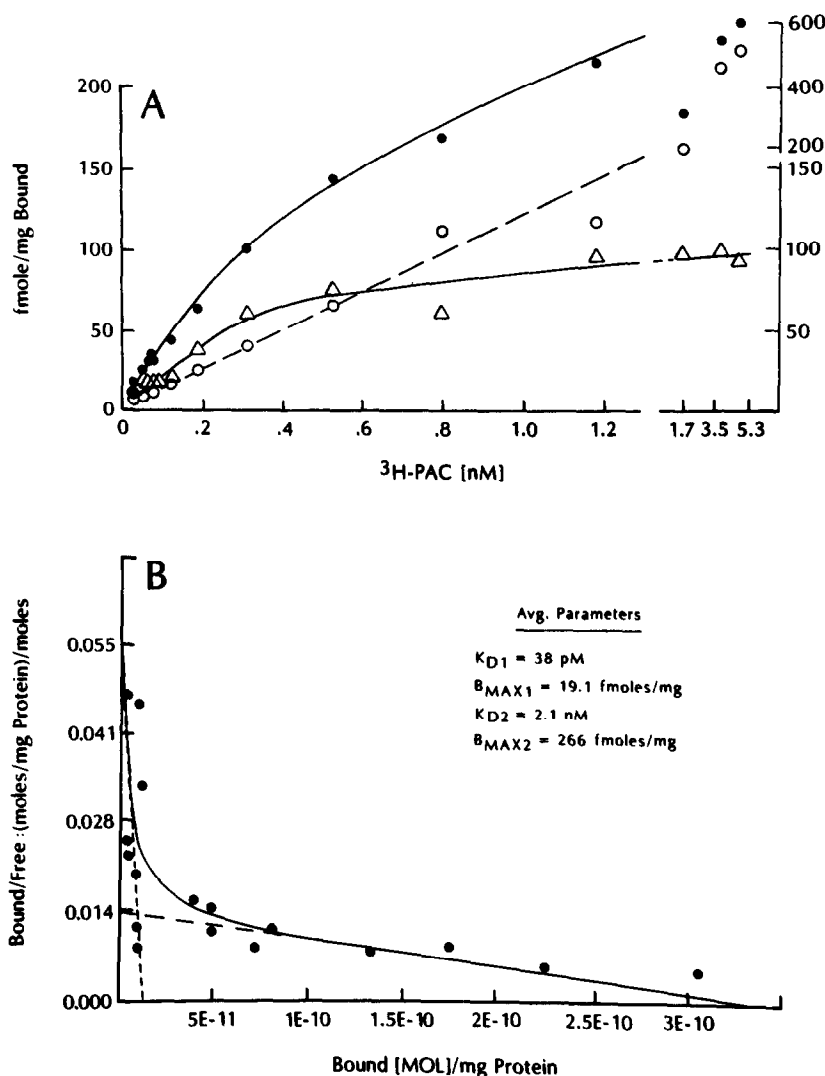 A
fmole/mg Bound
200
150
100
50
0
600
400
200
150
100
50
0 .2 .4 .6 .8 1.0 1.2 1.7 3.5 5.3
³H-PAC [nM]
B
Bound/Free :(moles/mg Protein)/moles
0.055
0.041
0.028
0.014
0.000
Avg. Parameters
KD1 = 38 pM
BMAX1 = 19.1 fmoles/mg
KD2 = 2.1 nM
BMAX2 = 266 fmoles/mg
5E-11 1E-10 1.5E-10 2E-10 2.5E-10 3E-10
Bound [MOL]/mg Protein